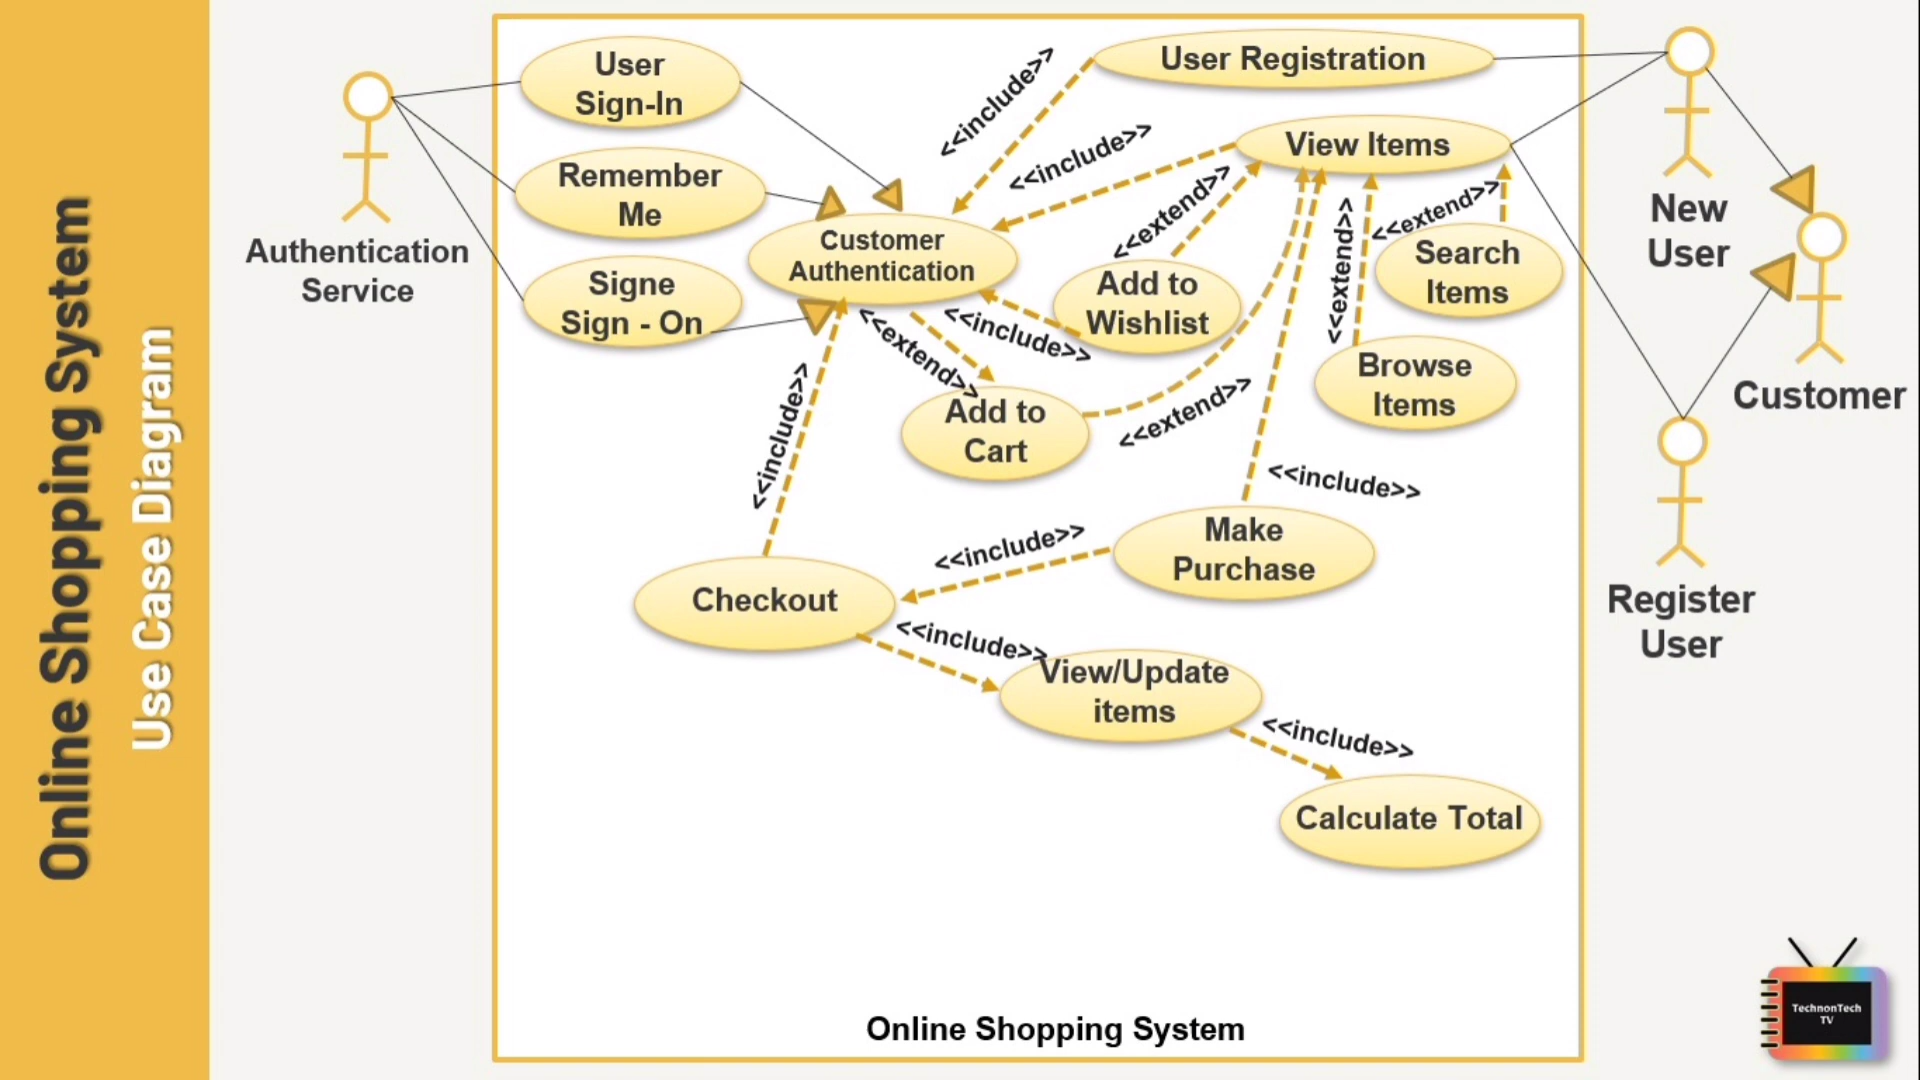 Online Shopping System
Use Case Diagram
Authentication
Service
User
Sign-In
Remember
Me
Signe
Sign - On
Customer
Authentication
User Registration
View Items
<<include>>
<<include>>
<<extend>>
<<extend>>
<<extend>>
Search
Items
Add to
Wishlist
<<include>>
<<extend>>
Browse
Items
Add to
Cart
<<extend>>
<<include>>
<<include>>
Make
Purchase
<<include>>
Checkout
<<include>>
View/Update
items
<<include>>
Calculate Total
Online Shopping System
New
User
Customer
Register
User
TechnonTech
TV